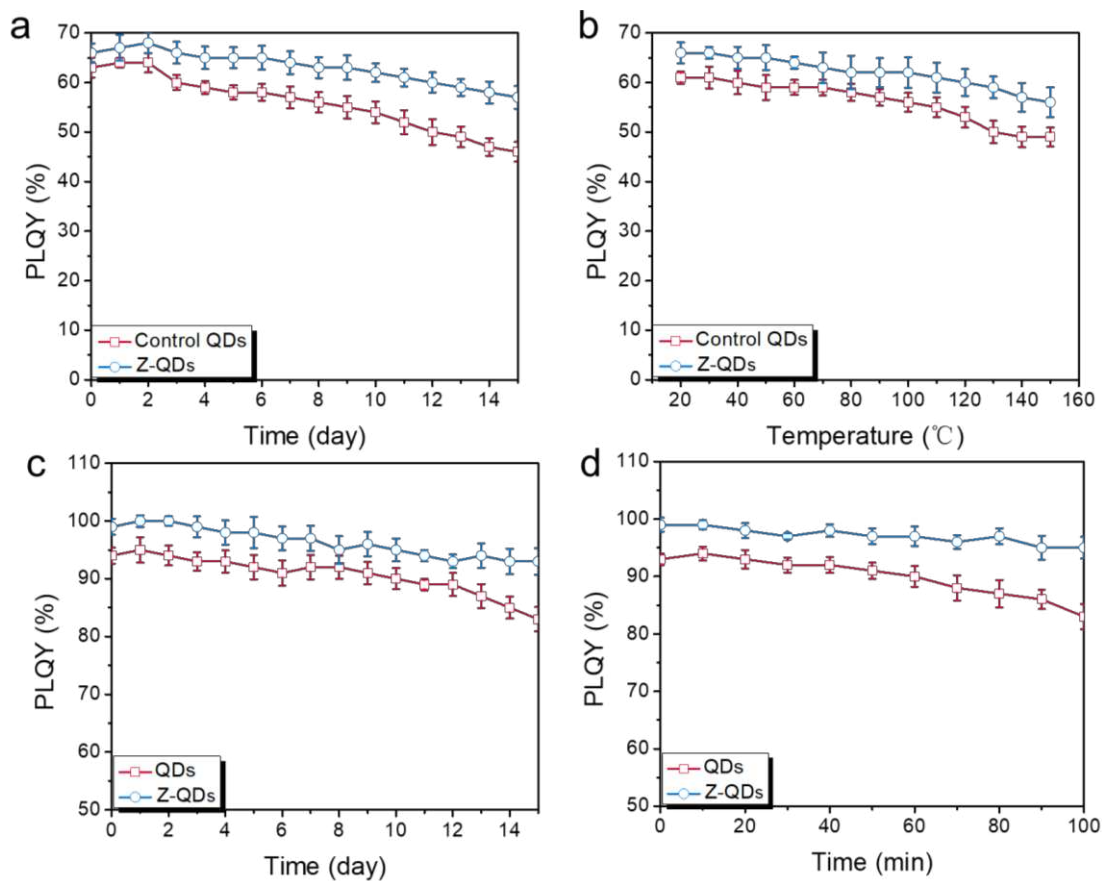 a
70
60
50
40
30
20
10
0
PLQY (%)
Control QDs
Z-QDs
0 2 4 6 8 10 12 14
Time (day)
b
70
60
50
40
30
20
10
0
PLQY (%)
Control QDs
Z-QDs
20 40 60 80 100 120 140 160
Temperature (℃)
c
110
100
90
80
70
60
50
PLQY (%)
QDs
Z-QDs
0 2 4 6 8 10 12 14
Time (day)
d
110
100
90
80
70
60
50
PLQY (%)
QDs
Z-QDs
0 20 40 60 80 100
Time (min)